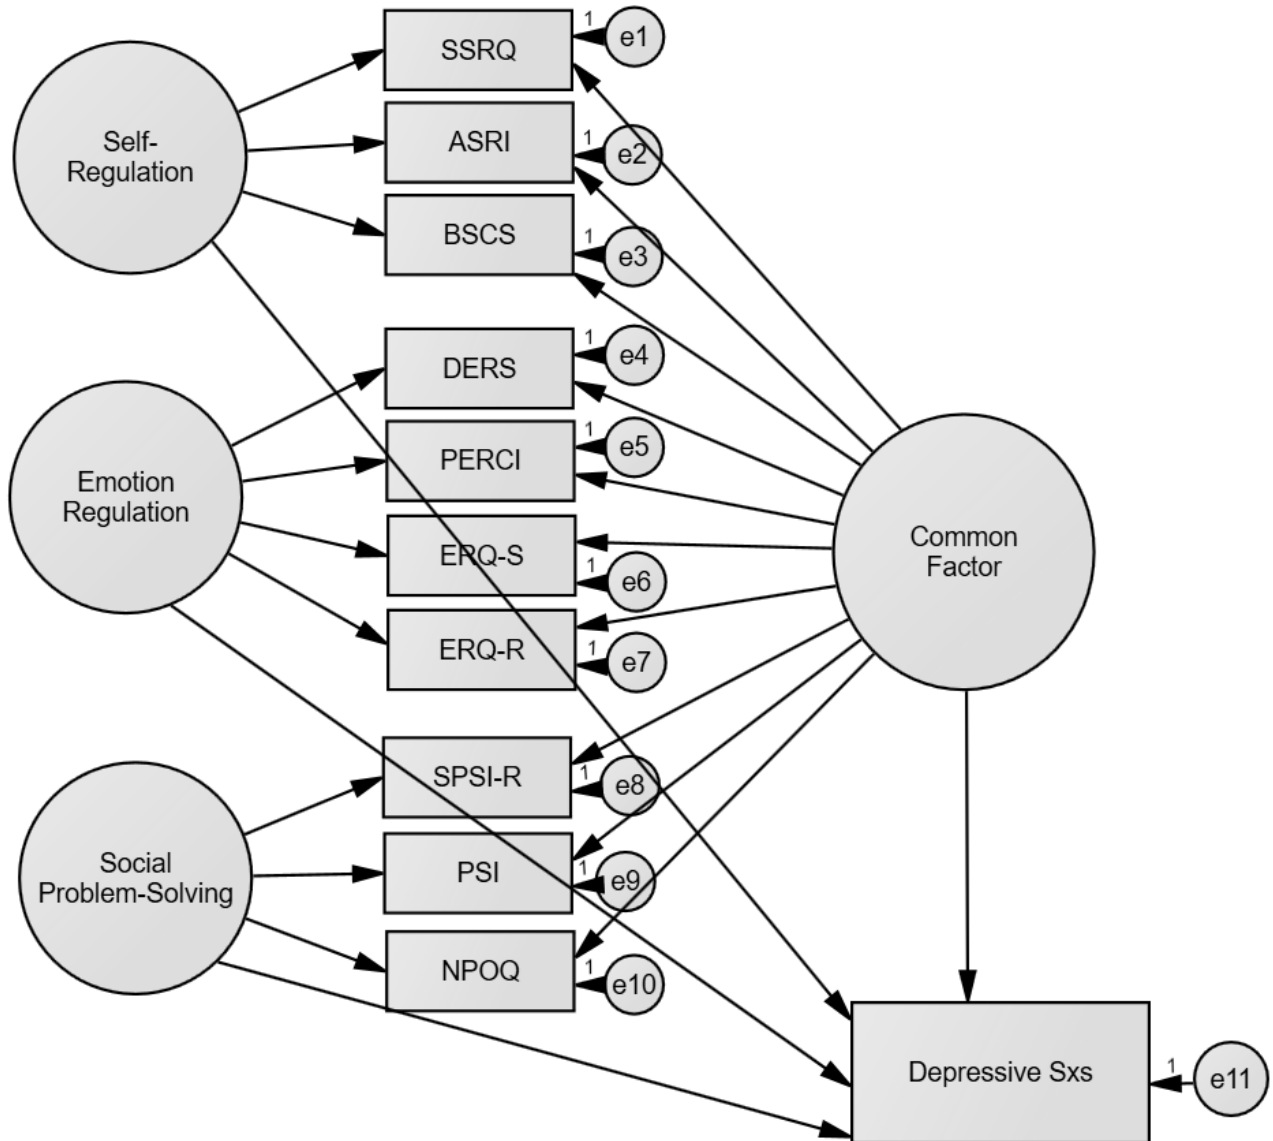 SSRQ
1
e1
Self-
Regulation
ASRI
1
e2
BSCS
1
e3
DERS
1
e4
Emotion
Regulation
PERCI
1
e5
ERQ-S
1
e6
ERQ-R
1
e7
Common
Factor
Social
Problem-Solving
SPSI-R
1
e8
PSI
1
e9
NPOQ
1
e10
Depressive Sxs
1
e11